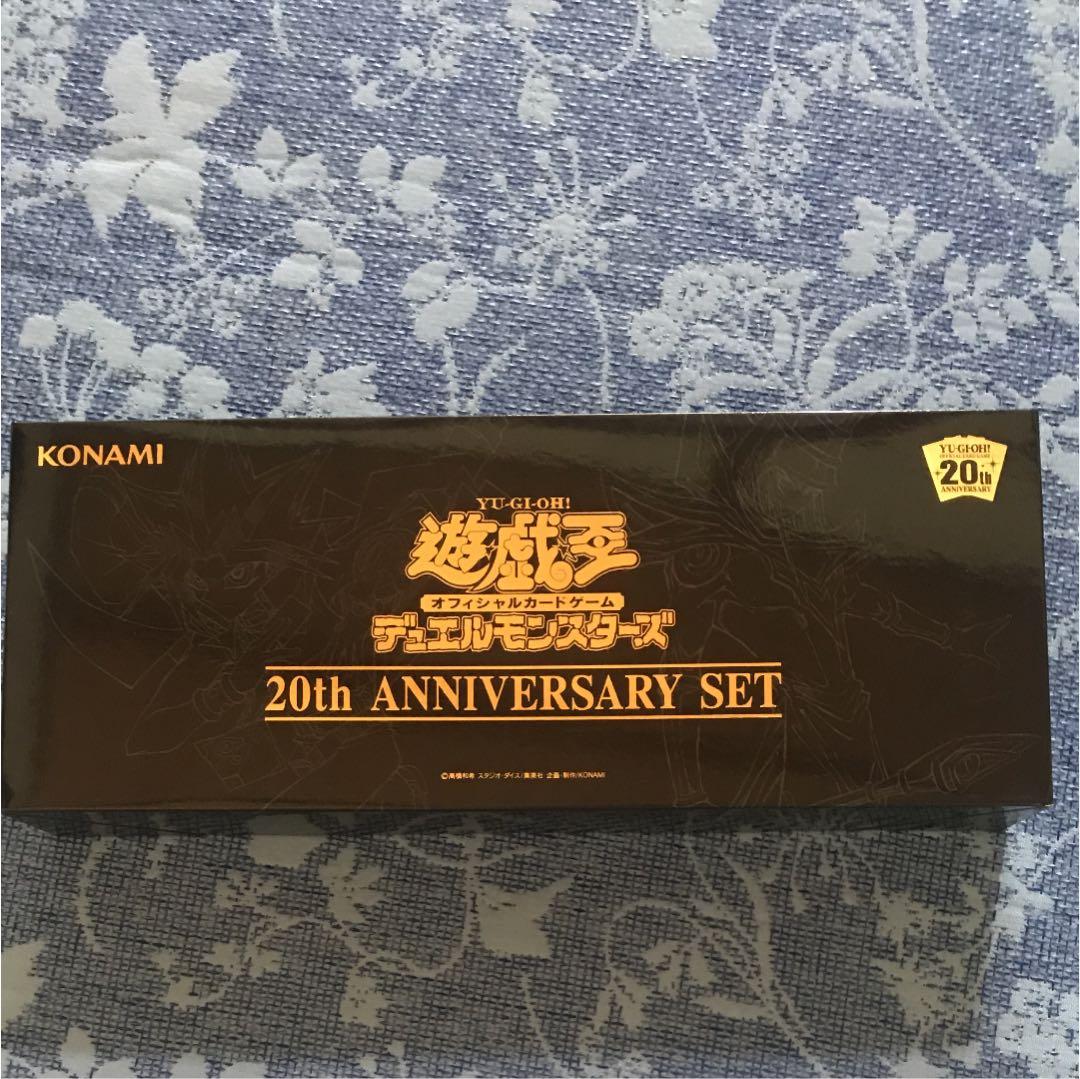 KONAMI
YU-GI-OH!
OFFICIAL CARD GAME
20th
ANNIVERSARY
YU-GI-OH!
遊☆戯☆王
オフィシャルカードゲーム
デュエルモンスターズ
20th ANNIVERSARY SET
©高橋和希 スタジオ・ダイス/集英社 企画・制作/KONAMI